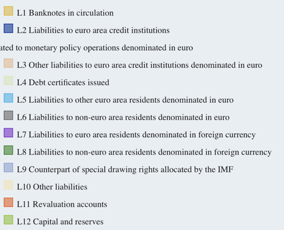 L1 Banknotes in circulation
L2 Liabilities to euro area credit institutions
ated to monetary policy operations denominated in euro
L3 Other liabilities to euro area credit institutions denominated in euro
L4 Debt certificates issued
L5 Liabilities to other euro area residents denominated in euro
L6 Liabilities to non-euro area residents denominated in euro
L7 Liabilities to euro area residents denominated in foreign currency
L8 Liabilities to non-euro area residents denominated in foreign currency
L9 Counterpart of special drawing rights allocated by the IMF
L10 Other liabilities
L11 Revaluation accounts
L12 Capital and reserves